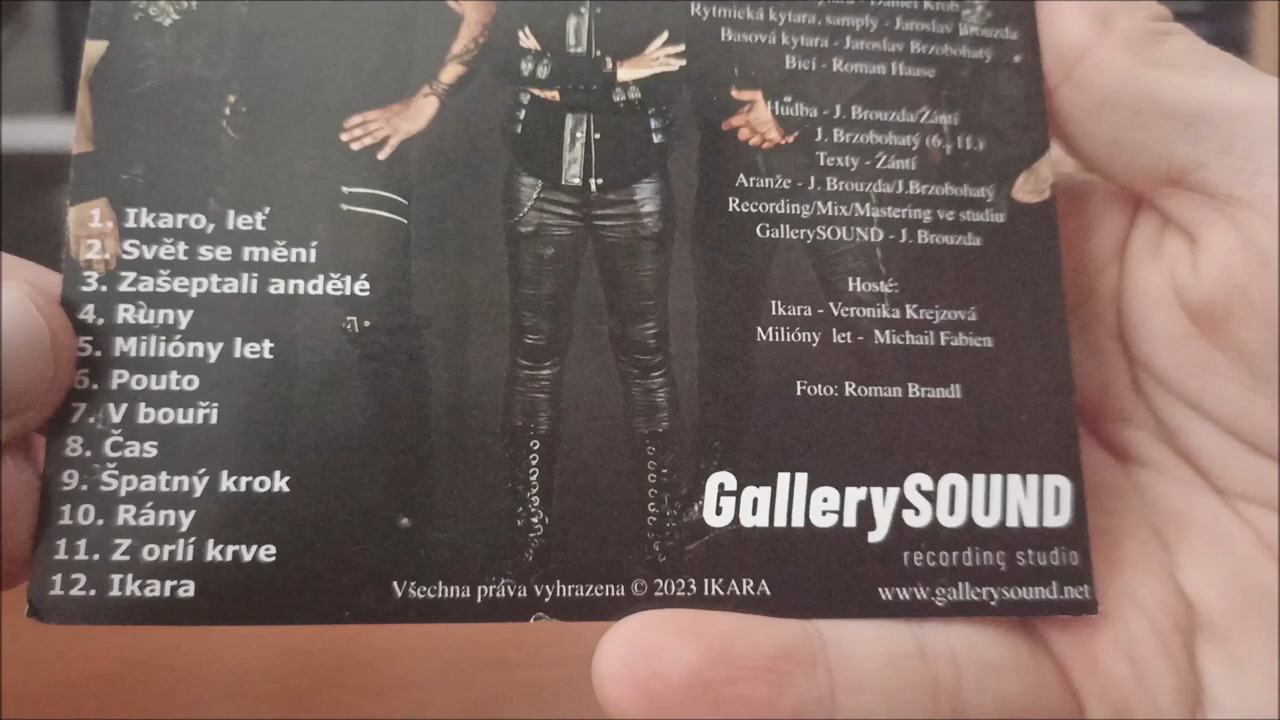 1. Ikaro, leť
2. Svět se mění
3. Zašeptali andělé
4. Runy
5. Milióny let
6. Pouto
7. V bouři
8. Čas
9. Špatný krok
10. Rány
11. Z orlí krve
12. Ikara
- Daniel Krob
Rytmická kytara, samply - Jaroslav Brouzda
Basová kytara - Jaroslav Brzobohatý
Bicí - Roman Hause
Hudba - J. Brouzda/Žántí
J. Brzobohatý (6., 11.)
Texty - Žántí
Aranže - J. Brouzda/J.Brzobohatý
Recording/Mix/Mastering ve studiu
GallerySOUND - J. Brouzda
Hosté:
Ikara - Veronika Krejzová
Milióny let - Michail Fabien
Foto: Roman Brandl
GallerySOUND
recording studio
Všechna práva vyhrazena © 2023 IKARA
www.gallerysound.net